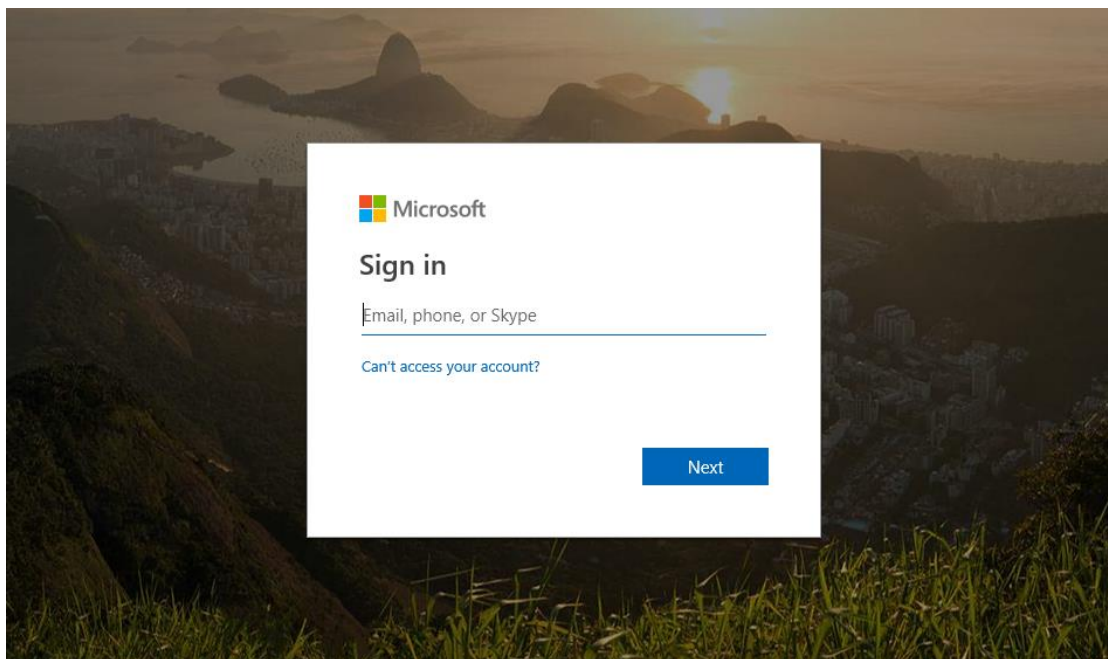 Microsoft
Sign in
Email, phone, or Skype
Can't access your account?
Next